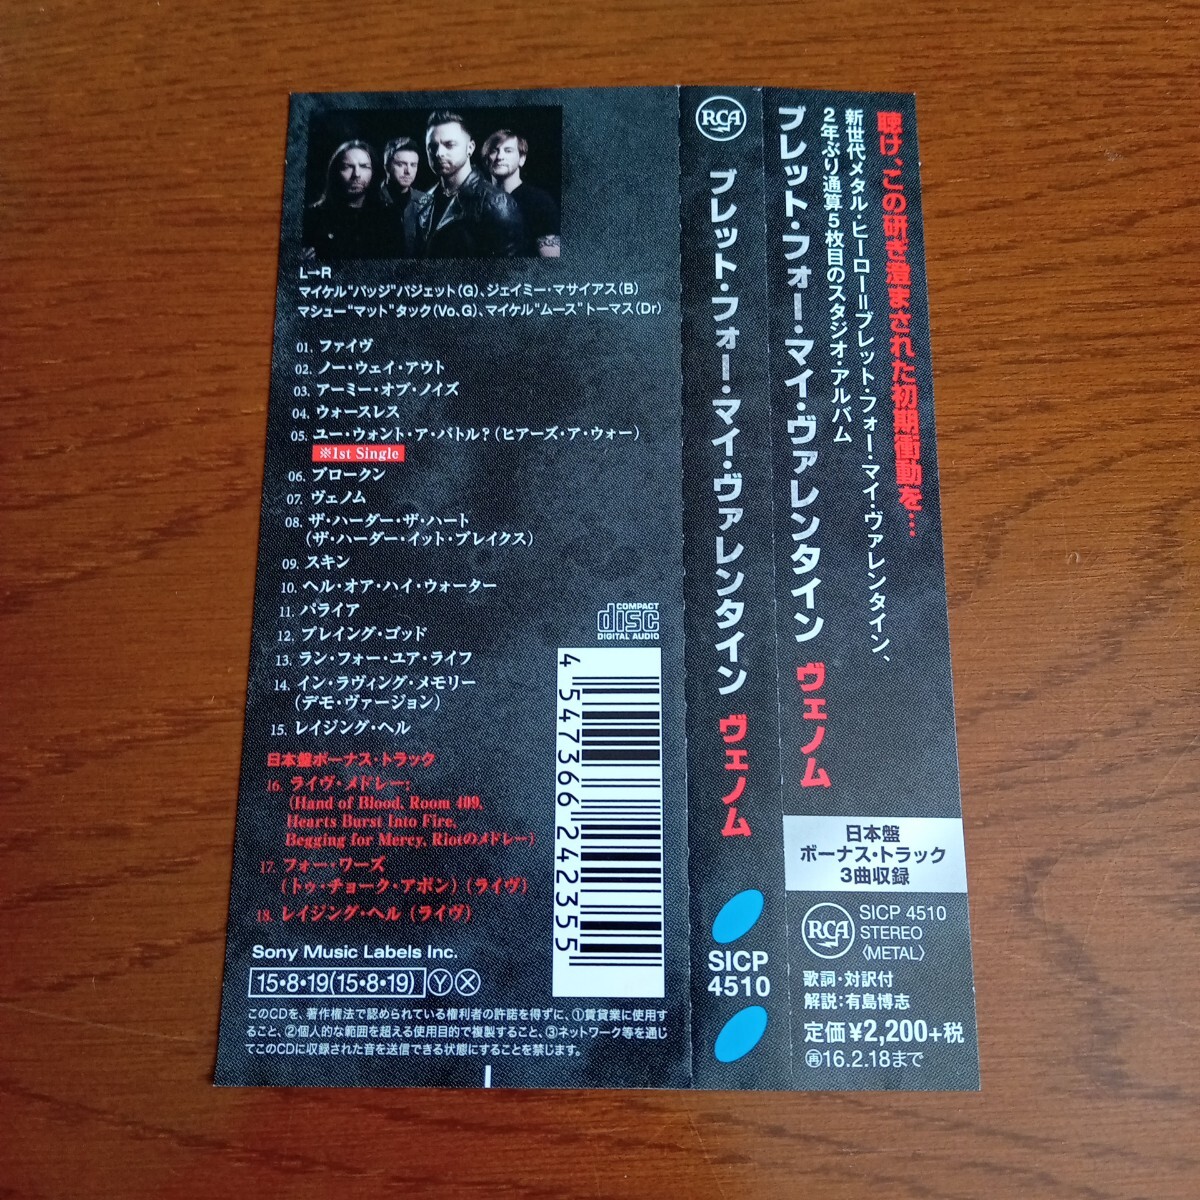 L→R
マイケル“パッジ”パジェット(G)、ジェイミー・マサイアス(B)
マシュー“マット”タック(Vo、G)、マイケル“ムース”トーマス(Dr)
01. ファイヴ
02. ノー・ウェイ・アウト
03. アーミー・オブ・ノイズ
04. ウォースレス
05. ユー・ウォント・ア・バトル?(ヒアーズ・ア・ウォー)
※1st Single
06. ブロークン
07. ヴェノム
08. ザ・ハーダー・ザ・ハート
(ザ・ハーダー・イット・ブレイクス)
09. スキン
10. ヘル・オア・ハイ・ウォーター
11. パライア
12. プレイング・ゴッド
13. ラン・フォー・ユア・ライフ
14. イン・ラヴィング・メモリー
(デモ・ヴァージョン)
15. レイジング・ヘル
日本盤ボーナス・トラック
16. ライヴ・メドレー:
(Hand of Blood, Room 409,
Hearts Burst Into Fire,
Begging for Mercy, Riotのメドレー)
17. フォー・ワーズ
(トゥ・チョーク・アポン)(ライヴ)
18. レイジング・ヘル(ライヴ)
COMPACT
disc
DIGITAL AUDIO
4 547366 242355
Sony Music Labels Inc.
15•8•19(15•8•19) Y X
このCDを、著作権法で認められている権利者の許諾を得ずに、①賃貸業に使用す
ること、②個人的な範囲を超える使用目的で複製すること、③ネットワーク等を通じ
てこのCDに収録された音を送信できる状態にすることを禁じます。
RCA
ブレット・フォー・マイ・ヴァレンタイン ヴェノム
SICP
4510
聴け、この研ぎ澄まされた初期衝動を…
新世代メタル・ヒーロー=ブレット・フォー・マイ・ヴァレンタイン、
2年ぶり通算5枚目のスタジオ・アルバム
ブレット・フォー・マイ・ヴァレンタイン ヴェノム
日本盤
ボーナス・トラック
3曲収録
RCA
SICP 4510
STEREO
〈METAL〉
歌詞・対訳付
解説:有島博志
定価¥2,200+税
再16.2.18まで